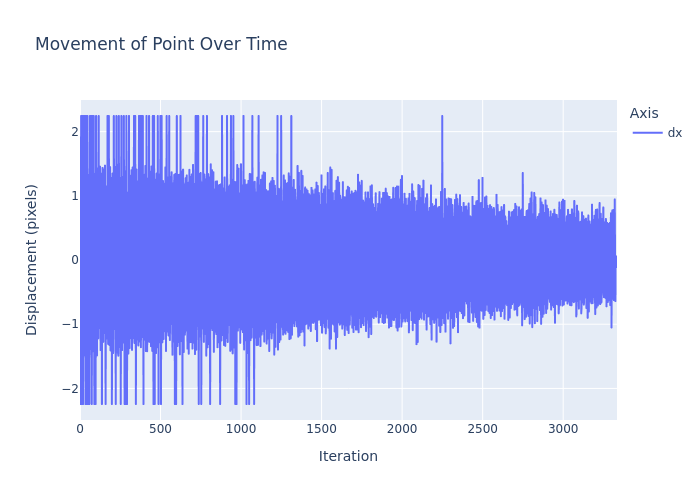 Movement of Point Over Time
Axis
dx
2
1
0
−1
−2
Displacement (pixels)
0
500
1000
1500
2000
2500
3000
Iteration